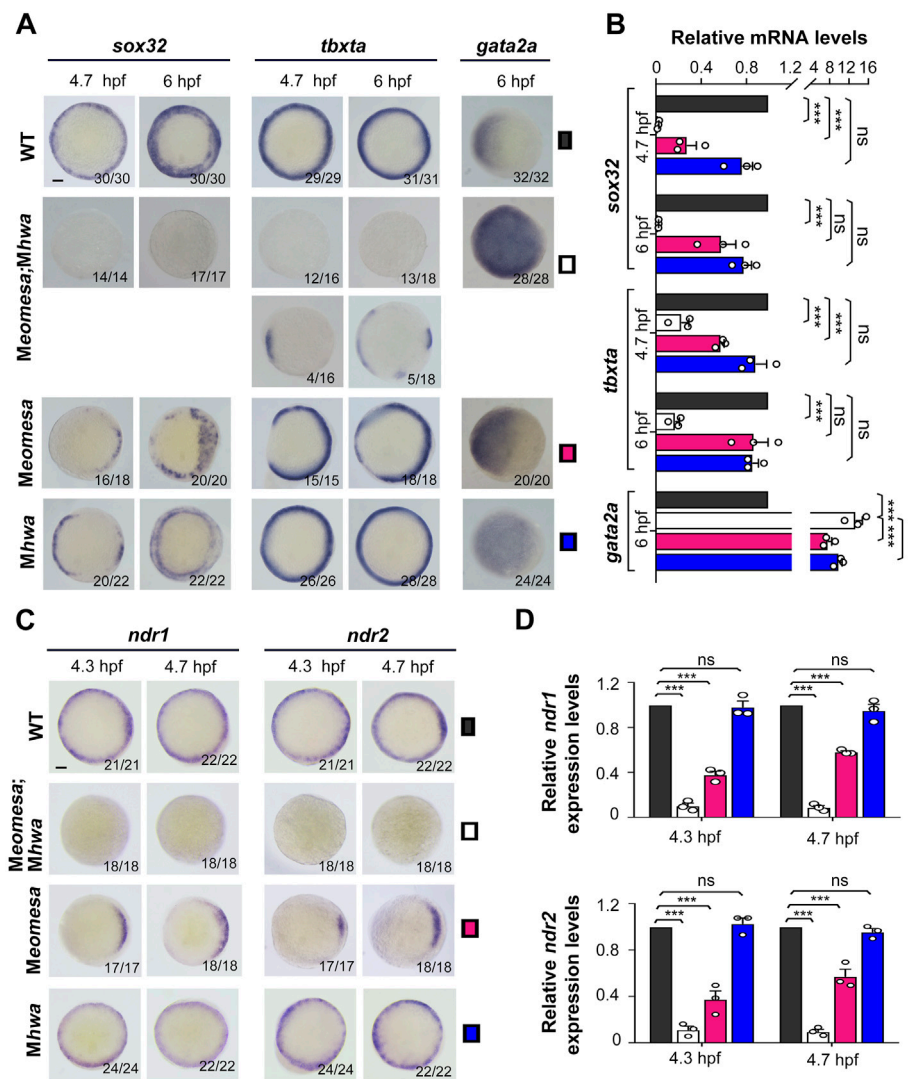 A
sox32 tbxta gata2a
4.7 hpf 6 hpf 4.7 hpf 6 hpf 6 hpf
WT
30/30 30/30 29/29 31/31 32/32
Meomesa;Mhwa
14/14 17/17 12/16 13/18 28/28
4/16 5/18
Meomesa
16/18 20/20 15/15 18/18 20/20
Mhwa
20/22 22/22 26/26 28/28 24/24
B
Relative mRNA levels
0 0.4 0.8 1.2 4 8 12 16
sox32
4.7 hpf
*** *** ns
6 hpf
*** ns ns
tbxta
4.7 hpf
*** *** ns
6 hpf
*** ns ns
gata2a
6 hpf
*** *** ***
C
ndr1 ndr2
4.3 hpf 4.7 hpf 4.3 hpf 4.7 hpf
WT
21/21 22/22 21/21 22/22
Meomesa;
Mhwa
18/18 18/18 18/18 18/18
Meomesa
17/17 18/18 17/17 18/18
Mhwa
24/24 22/22 24/24 22/22
D
Relative ndr1
expression levels
1.2
0.4
0
ns ns
*** ***
*** ***
4.3 hpf 4.7 hpf
Relative ndr2
expression levels
1.2
0.4
0
ns ns
*** ***
*** ***
4.3 hpf 4.7 hpf